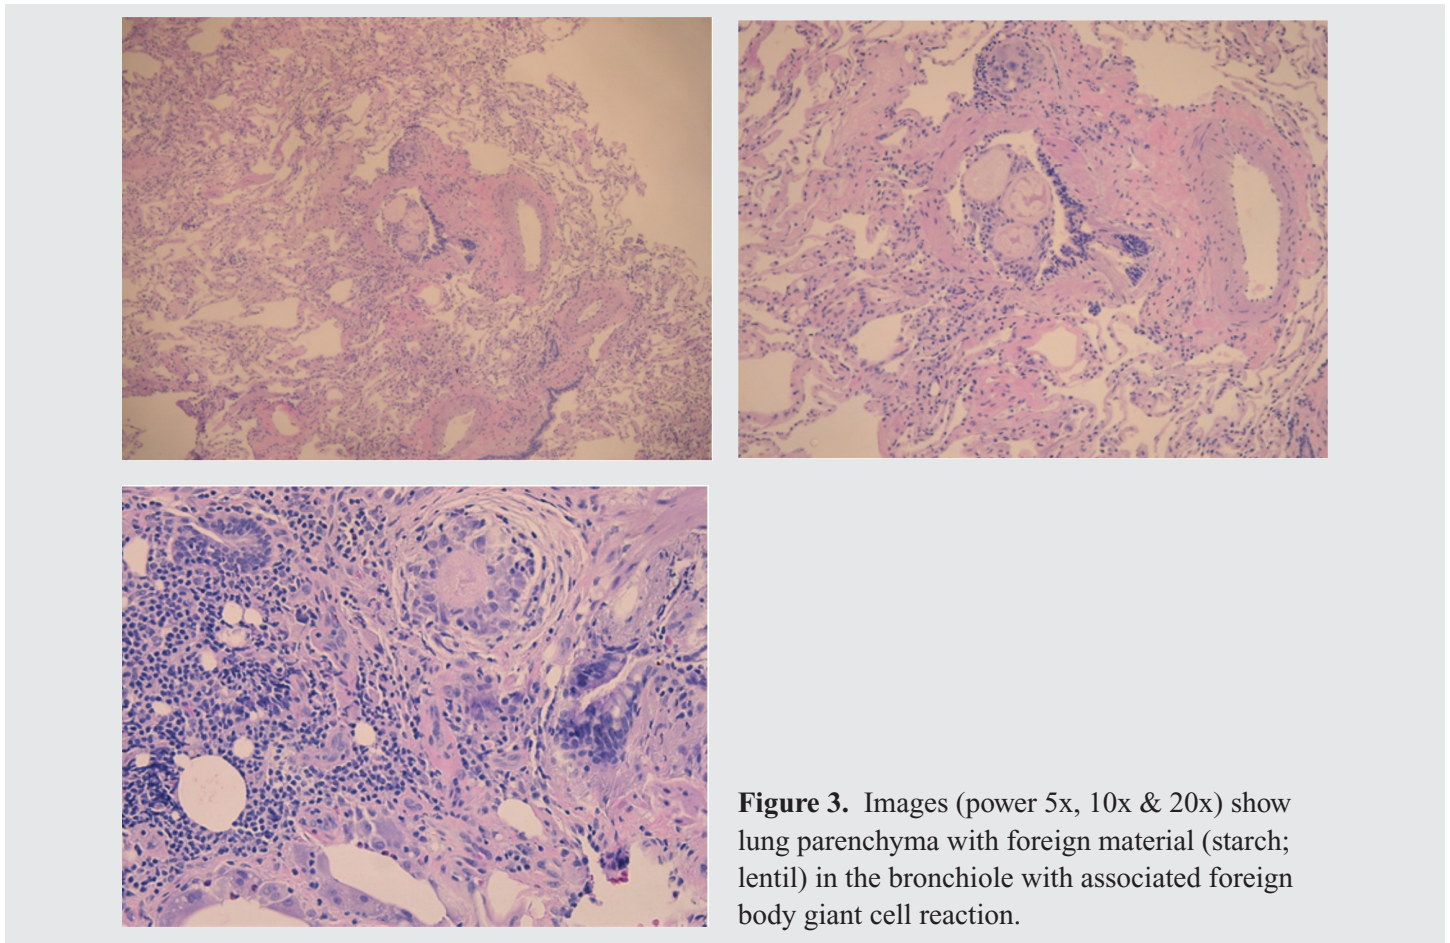 Figure 3. Images (power 5x, 10x & 20x) show
lung parenchyma with foreign material (starch;
lentil) in the bronchiole with associated foreign
body giant cell reaction.